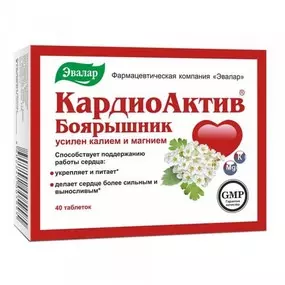 Эвалар
Фармацевтическая компания "Эвалар"
КардиоАктив®
Боярышник
усилен калием и магнием
Способствует поддержанию
работы сердца:
укрепляет и питает*
делает сердце более сильным и
выносливым*
40 таблеток
K
Mg
GMP